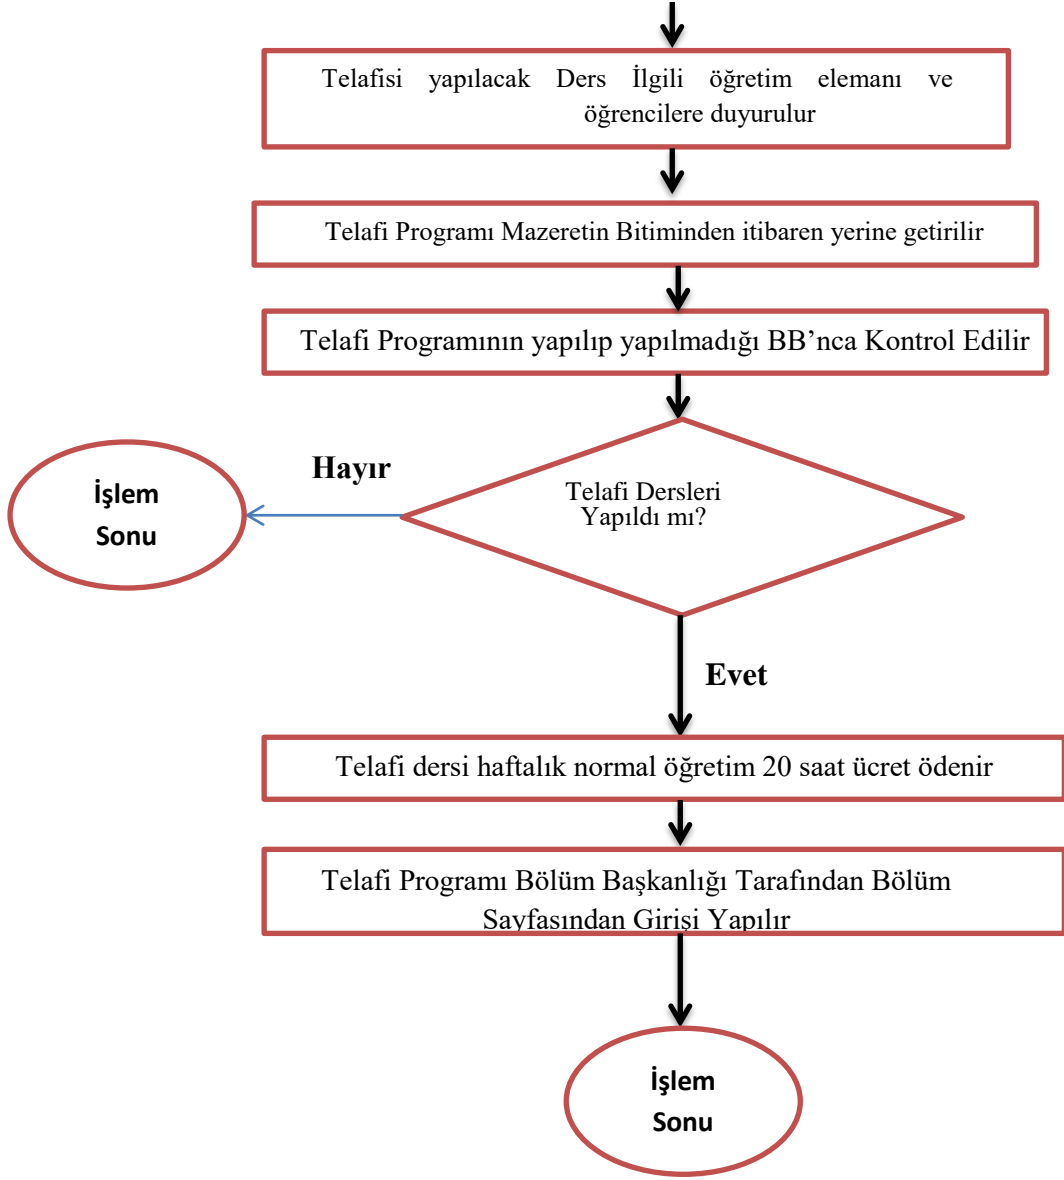 Telafisi yapılacak Ders İlgili öğretim elemanı ve
öğrencilere duyurulur
Telafi Programı Mazeretin Bitiminden itibaren yerine getirilir
Telafi Programının yapılıp yapılmadığı BB’nca Kontrol Edilir
Hayır
İşlem
Sonu
Telafi Dersleri
Yapıldı mı?
Evet
Telafi dersi haftalık normal öğretim 20 saat ücret ödenir
Telafi Programı Bölüm Başkanlığı Tarafından Bölüm
Sayfasından Girişi Yapılır
İşlem
Sonu